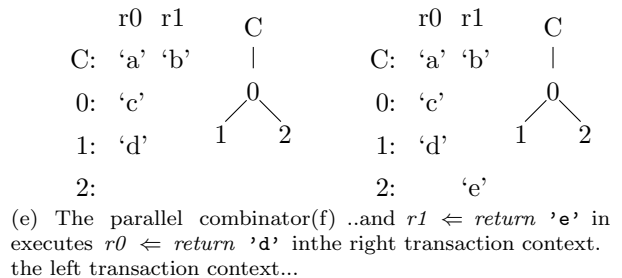 r0 r1 C r0 r1 C
C: ‘a’ ‘b’ C: ‘a’ ‘b’
0: ‘c’ 0 0: ‘c’ 0
1: ‘d’ 1 2 1: ‘d’ 1 2
2: 2: ‘e’
(e) The parallel combinator(f) ..and r1 ⇐ return 'e' in
executes r0 ⇐ return 'd' inthe right transaction context.
the left transaction context...